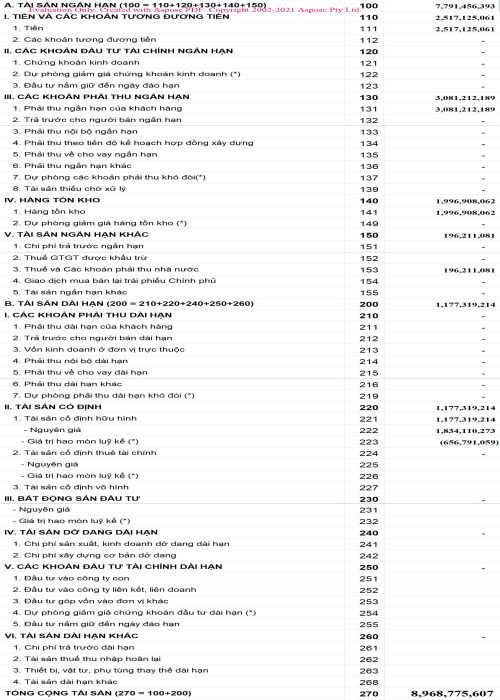 A. TÀI SẢN NGẮN HẠN (100 = 110+120+130+140+150) 100 7,791,456,393
Evaluation Only. Created with Aspose PDF. Copyright 2002-2021 Aspose Pty Ltd.
I. TIỀN VÀ CÁC KHOẢN TƯƠNG ĐƯƠNG TIỀN 110 2,517,125,061
1. Tiền 111 2,517,125,061
2. Các khoản tương đương tiền 112 -
II. CÁC KHOẢN ĐẦU TƯ TÀI CHÍNH NGẮN HẠN 120 -
1. Chứng khoán kinh doanh 121 -
2. Dự phòng giảm giá chứng khoán kinh doanh (*) 122 -
3. Đầu tư nắm giữ đến ngày đáo hạn 123 -
III. CÁC KHOẢN PHẢI THU NGẮN HẠN 130 3,081,212,189
1. Phải thu ngắn hạn của khách hàng 131 3,081,212,189
2. Trả trước cho người bán ngắn hạn 132 -
3. Phải thu nội bộ ngắn hạn 133 -
4. Phải thu theo tiến độ kế hoạch hợp đồng xây dựng 134 -
5. Phải thu về cho vay ngắn hạn 135 -
6. Phải thu ngắn hạn khác 136 -
7. Dự phòng các khoản phải thu khó đòi(*) 137 -
8. Tài sản thiếu chờ xử lý 139 -
IV. HÀNG TỒN KHO 140 1,996,908,062
1. Hàng tồn kho 141 1,996,908,062
2. Dự phòng giảm giá hàng tồn kho (*) 149 -
V. TÀI SẢN NGẮN HẠN KHÁC 150 196,211,081
1. Chi phí trả trước ngắn hạn 151 -
2. Thuế GTGT được khấu trừ 152 -
3. Thuế và Các khoản phải thu nhà nước 153 196,211,081
4. Giao dịch mua bán lại trái phiếu Chính phủ 154 -
5. Tài sản ngắn hạn khác 155 -
B. TÀI SẢN DÀI HẠN (200 = 210+220+240+250+260) 200 1,177,319,214
I. CÁC KHOẢN PHẢI THU DÀI HẠN 210 -
1. Phải thu dài hạn của khách hàng 211 -
2. Trả trước cho người bán dài hạn 212 -
3. Vốn kinh doanh ở đơn vị trực thuộc 213 -
4. Phải thu nội bộ dài hạn 214 -
5. Phải thu về cho vay dài hạn 215 -
6. Phải thu dài hạn khác 216 -
7. Dự phòng phải thu dài hạn khó đòi (*) 219 -
II. TÀI SẢN CỐ ĐỊNH 220 1,177,319,214
1. Tài sản cố định hữu hình 221 1,177,319,214
- Nguyên giá 222 1,834,110,273
- Giá trị hao mòn luỹ kế (*) 223 (656,791,059)
2. Tài sản cố định thuê tài chính 224 -
- Nguyên giá 225
- Giá trị hao mòn luỹ kế (*) 226
3. Tài sản cố định vô hình 227
III. BẤT ĐỘNG SẢN ĐẦU TƯ 230 -
- Nguyên giá 231
- Giá trị hao mòn luỹ kế (*) 232
IV. TÀI SẢN DỞ DANG DÀI HẠN 240 -
1. Chi phí sản xuất, kinh doanh dở dang dài hạn 241
2. Chi phí xây dựng cơ bản dở dang 242
V. CÁC KHOẢN ĐẦU TƯ TÀI CHÍNH DÀI HẠN 250 -
1. Đầu tư vào công ty con 251
2. Đầu tư vào công ty liên kết, liên doanh 252
3. Đầu tư góp vốn vào đơn vị khác 253
4. Dự phòng giảm giá chứng khoán đầu tư dài hạn (*) 254
5. Đầu tư nắm giữ đến ngày đáo hạn 255
VI. TÀI SẢN DÀI HẠN KHÁC 260 -
1. Chi phí trả trước dài hạn 261
2. Tài sản thuế thu nhập hoãn lại 262
3. Thiết bị, vật tư, phụ tùng thay thế dài hạn 263
4. Tài sản dài hạn khác 268
TỔNG CỘNG TÀI SẢN (270 = 100+200) 270 8,968,775,607